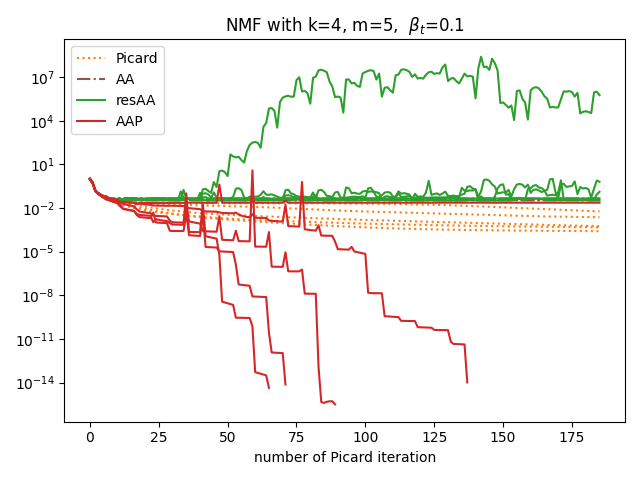 NMF with k=4, m=5,  βt=0.1
Picard
AA
resAA
AAP
10^7
10^4
10^1
10^−2
10^−5
10^−8
10^−11
10^−14
0 25 50 75 100 125 150 175
number of Picard iteration